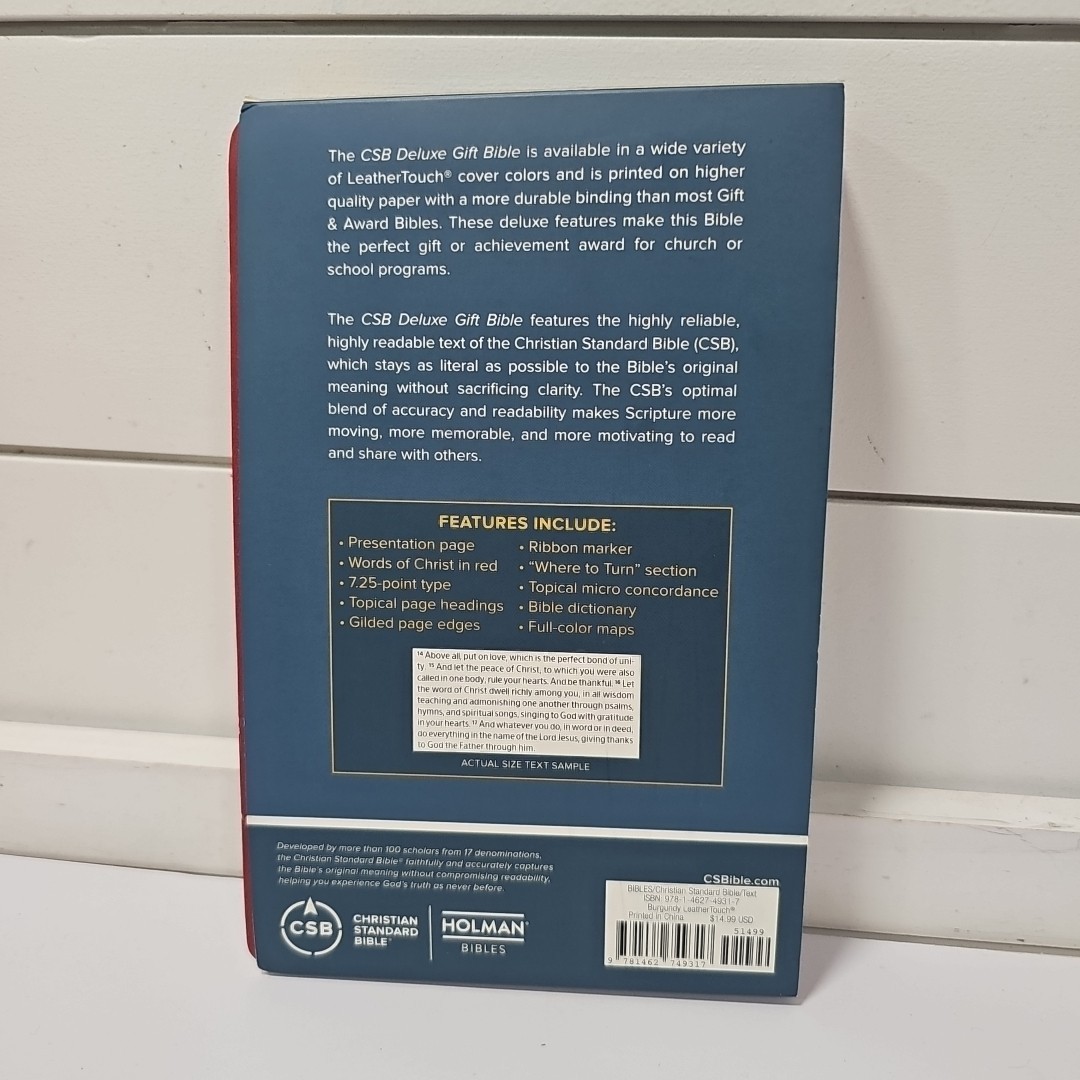 The CSB Deluxe Gift Bible is available in a wide variety
of LeatherTouch® cover colors and is printed on higher
quality paper with a more durable binding than most Gift
& Award Bibles. These deluxe features make this Bible
the perfect gift or achievement award for church or
school programs.
The CSB Deluxe Gift Bible features the highly reliable,
highly readable text of the Christian Standard Bible (CSB),
which stays as literal as possible to the Bible's original
meaning without sacrificing clarity. The CSB's optimal
blend of accuracy and readability makes Scripture more
moving, more memorable, and more motivating to read
and share with others.
FEATURES INCLUDE:
• Presentation page
• Words of Christ in red
• 7.25-point type
• Topical page headings
• Gilded page edges
• Ribbon marker
• “Where to Turn” section
• Topical micro concordance
• Bible dictionary
• Full-color maps
14 Above all, put on love, which is the perfect bond of uni-
ty. 15 And let the peace of Christ, to which you were also
called in one body, rule your hearts. And be thankful. 16 Let
the word of Christ dwell richly among you, in all wisdom
teaching and admonishing one another through psalms,
hymns, and spiritual songs, singing to God with gratitude
in your hearts. 17 And whatever you do, in word or in deed,
do everything in the name of the Lord Jesus, giving thanks
to God the Father through him.
ACTUAL SIZE TEXT SAMPLE
Developed by more than 100 scholars from 17 denominations,
the Christian Standard Bible® faithfully and accurately captures
the Bible's original meaning without compromising readability,
helping you experience God's truth as never before.
CSB
CHRISTIAN
STANDARD
BIBLE®
HOLMAN®
BIBLES
CSBible.com
BIBLES/Christian Standard Bible/Text
ISBN: 978-1-4627-4931-7
Burgundy LeatherTouch®
Printed in China $14.99 USD
51499
9 781462 749317